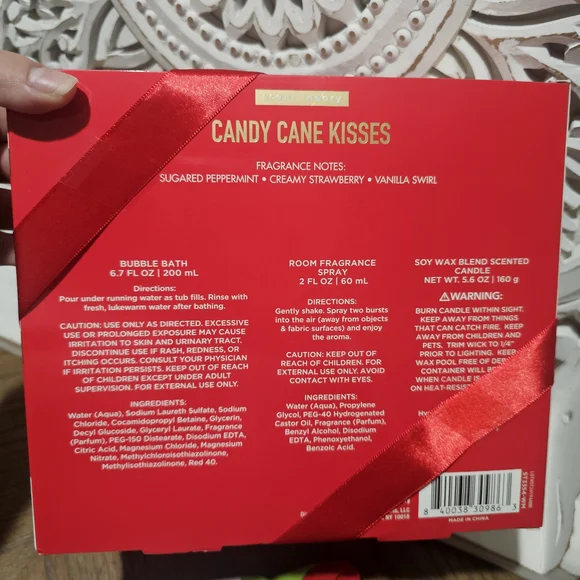 CANDY CANE KISSES
FRAGRANCE NOTES:
SUGARED PEPPERMINT • CREAMY STRAWBERRY • VANILLA SWIRL
BUBBLE BATH
6.7 FL OZ | 200 mL
Directions:
Pour under running water as tub fills. Rinse with
fresh, lukewarm water after bathing.
CAUTION: USE ONLY AS DIRECTED. EXCESSIVE
USE OR PROLONGED EXPOSURE MAY CAUSE
IRRITATION TO SKIN AND URINARY TRACT.
DISCONTINUE USE IF RASH, REDNESS, OR
ITCHING OCCURS. CONSULT YOUR PHYSICIAN
IF IRRITATION PERSISTS. KEEP OUT OF REACH
OF CHILDREN EXCEPT UNDER ADULT
SUPERVISION. FOR EXTERNAL USE ONLY.
INGREDIENTS:
Water (Aqua), Sodium Laureth Sulfate, Sodium
Chloride, Cocamidopropyl Betaine, Glycerin,
Decyl Glucoside, Glyceryl Laurate, Fragrance
(Parfum), PEG-150 Distearate, Disodium EDTA,
Citric Acid, Magnesium Chloride, Magnesium
Nitrate, Methylchloroisothiazolinone,
Methylisothiazolinone, Red 40.
ROOM FRAGRANCE
SPRAY
2 FL OZ | 60 mL
DIRECTIONS:
Gently shake. Spray two bursts
into the air (away from objects
& fabric surfaces) and enjoy
the aroma.
CAUTION: KEEP OUT OF
REACH OF CHILDREN. FOR
EXTERNAL USE ONLY. AVOID
CONTACT WITH EYES.
INGREDIENTS:
Water (Aqua), Propylene
Glycol, PEG-40 Hydrogenated
Castor Oil, Fragrance (Parfum),
Benzyl Alcohol, Disodium
EDTA, Phenoxyethanol,
Benzoic Acid.
SOY WAX BLEND SCENTED
CANDLE
NET WT. 5.6 OZ | 160 g
⚠WARNING:
BURN CANDLE WITHIN SIGHT.
KEEP AWAY FROM THINGS
THAT CAN CATCH FIRE. KEEP
AWAY FROM CHILDREN AND
PETS. TRIM WICK TO 1/4"
PRIOR TO LIGHTING. KEEP
WAX POOL FREE OF
CONTAINER WILL BE
WHEN CANDLE IS
ON HEAT-RESIS
LLC
NY 10018
8 40038 30986 3
MADE IN CHINA